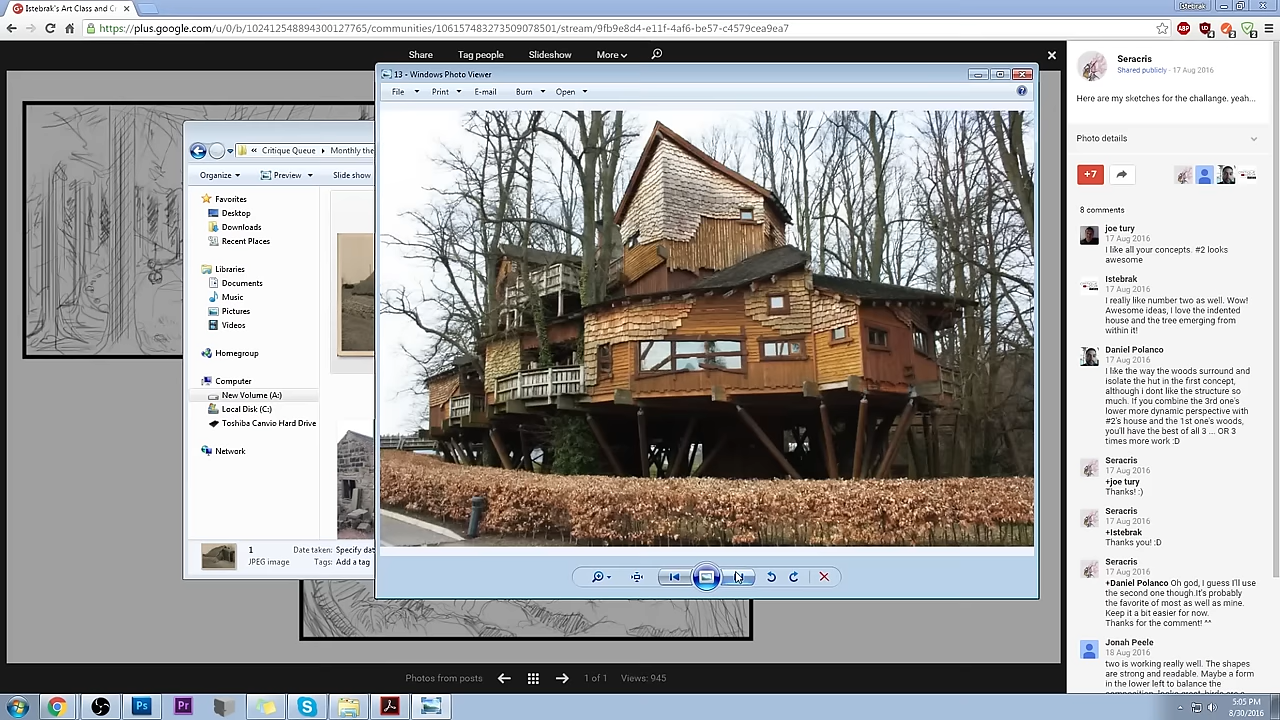 Istebrak's Art Class and Cr
Istebrak
https://plus.google.com/u/0/b/102412548894300127765/communities/106157483273509078501/stream/9fb9e8d4-e11f-4af6-be57-c4579cea9ea7
Share
Tag people
Slideshow
More
Seracris
Shared publicly - 17 Aug 2016
Here are my sketches for the challange. yeah...
Photo details
+7
8 comments
joe tury
17 Aug 2016
I like all your concepts. #2 looks
awesome
Istebrak
17 Aug 2016
I really like number two as well. Wow!
Awesome ideas, I love the indented
house and the tree emerging from
within it!
Daniel Polanco
17 Aug 2016
I like the way the woods surround and
isolate the hut in the first concept,
although i dont like the structure so
much. If you combine the 3rd one's
lower more dynamic perspective with
#2's house and the 1st one's woods,
you'll have the best of all 3 ... OR 3
times more work :D
Seracris
17 Aug 2016
+joe tury
Thanks! :)
Seracris
17 Aug 2016
+Istebrak
Thanks you! :D
Seracris
17 Aug 2016
+Daniel Polanco Oh god, I guess I'll use
the second one though.It's probably
the favorite of most as well as mine.
Keep it a bit easier for now.
Thanks for the comment! ^^
Jonah Peele
18 Aug 2016
two is working really well. The shapes
are strong and readable. Maybe a form
in the lower left to balance the
13 - Windows Photo Viewer
File
Print
E-mail
Burn
Open
« Critique Queue
Monthly the
Organize
Preview
Slide show
Favorites
Desktop
Downloads
Recent Places
Libraries
Documents
Music
Pictures
Videos
Homegroup
Computer
New Volume (A:)
Local Disk (C:)
Toshiba Canvio Hard Drive
Network
1
JPEG image
Date taken: Specify dat
Tags: Add a tag
Photos from posts
1 of 1
Views: 945
Ps
Pr
5:05 PM
8/30/2016